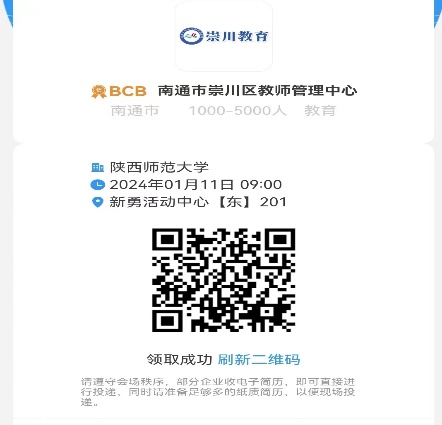 崇川教育
BCB 南通市崇川区教师管理中心
南通市 1000-5000人 教育
陕西师范大学
2024年01月11日 09:00
新勇活动中心【东】201
领取成功 刷新二维码
请遵守会场秩序，部分企业收电子简历，即可直接进
行投递，同时请准备足够多的纸质简历，以便现场投
递。